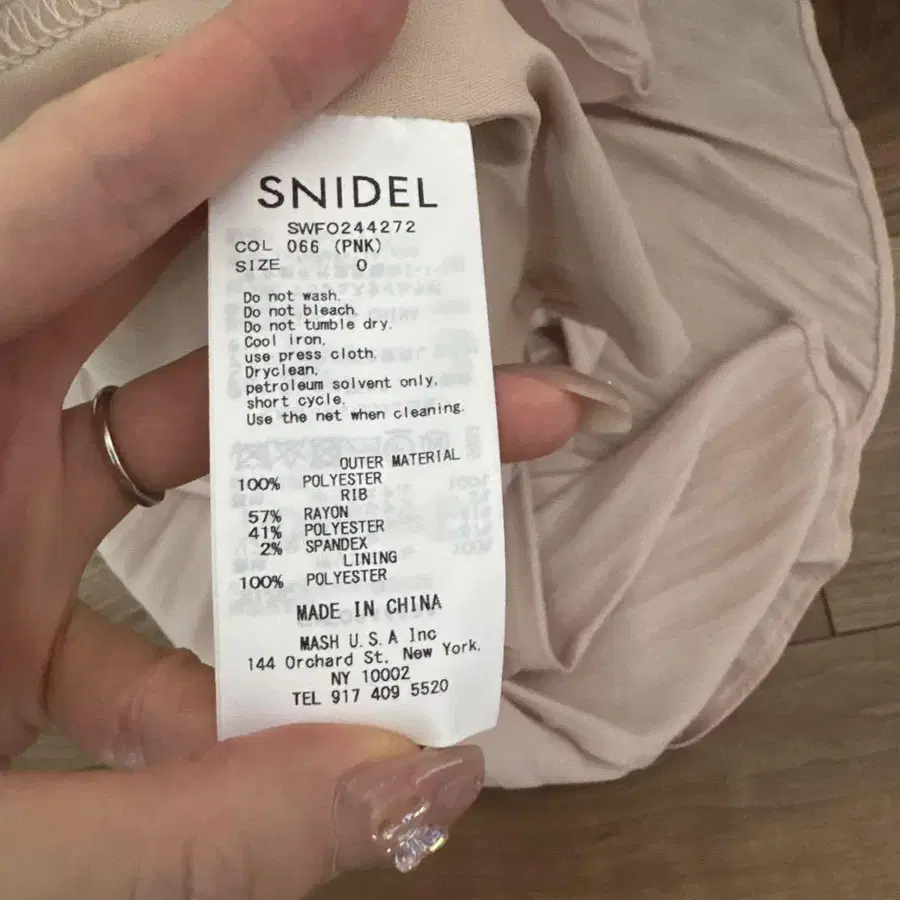 SNIDEL
SWFO244272
COL 066 (PNK)
SIZE 0
Do not wash.
Do not bleach.
Do not tumble dry.
Cool iron,
use press cloth.
Dryclean.
petroleum solvent only,
short cycle.
Use the net when cleaning.
OUTER MATERIAL
100% POLYESTER
RIB
57% RAYON
41% POLYESTER
2% SPANDEX
LINING
100% POLYESTER
MADE IN CHINA
MASH U.S.A Inc
144 Orchard St. New York,
NY 10002
TEL 917 409 5520